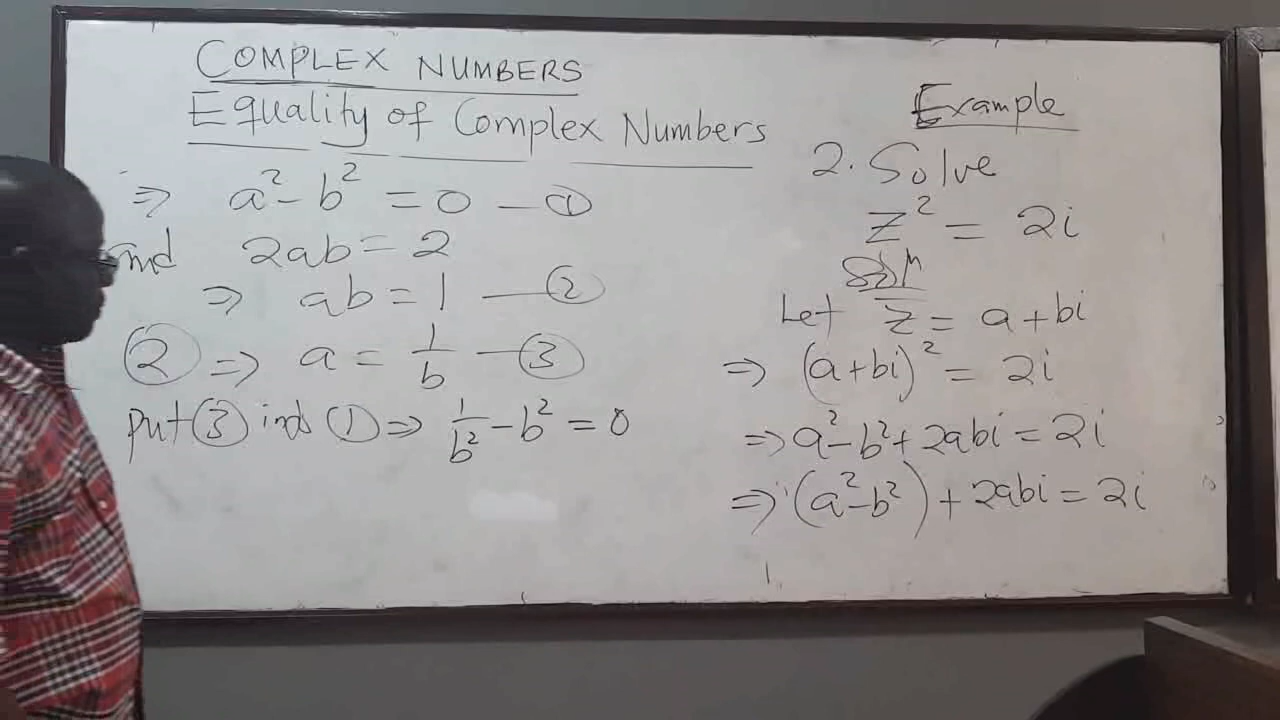 COMPLEX NUMBERS
Equality of Complex Numbers
⇒ a² - b² = 0 — ①
and 2ab = 2
⇒ ab = 1 — ②
② ⇒ a = 1/b — ③
put ③ into ① ⇒ 1/b² - b² = 0
Example
2. Solve
z² = 2i
Solⁿ
Let z = a + bi
⇒ (a + bi)² = 2i
⇒ a² - b² + 2abi = 2i
⇒ (a² - b²) + 2abi = 2i